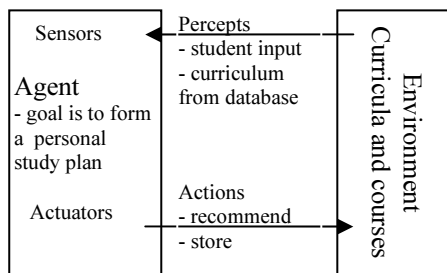 Sensors
Agent
- goal is to form
a personal
study plan
Actuators
Percepts
- student input
- curriculum
from database
Actions
- recommend
- store
Environment
Curricula and courses